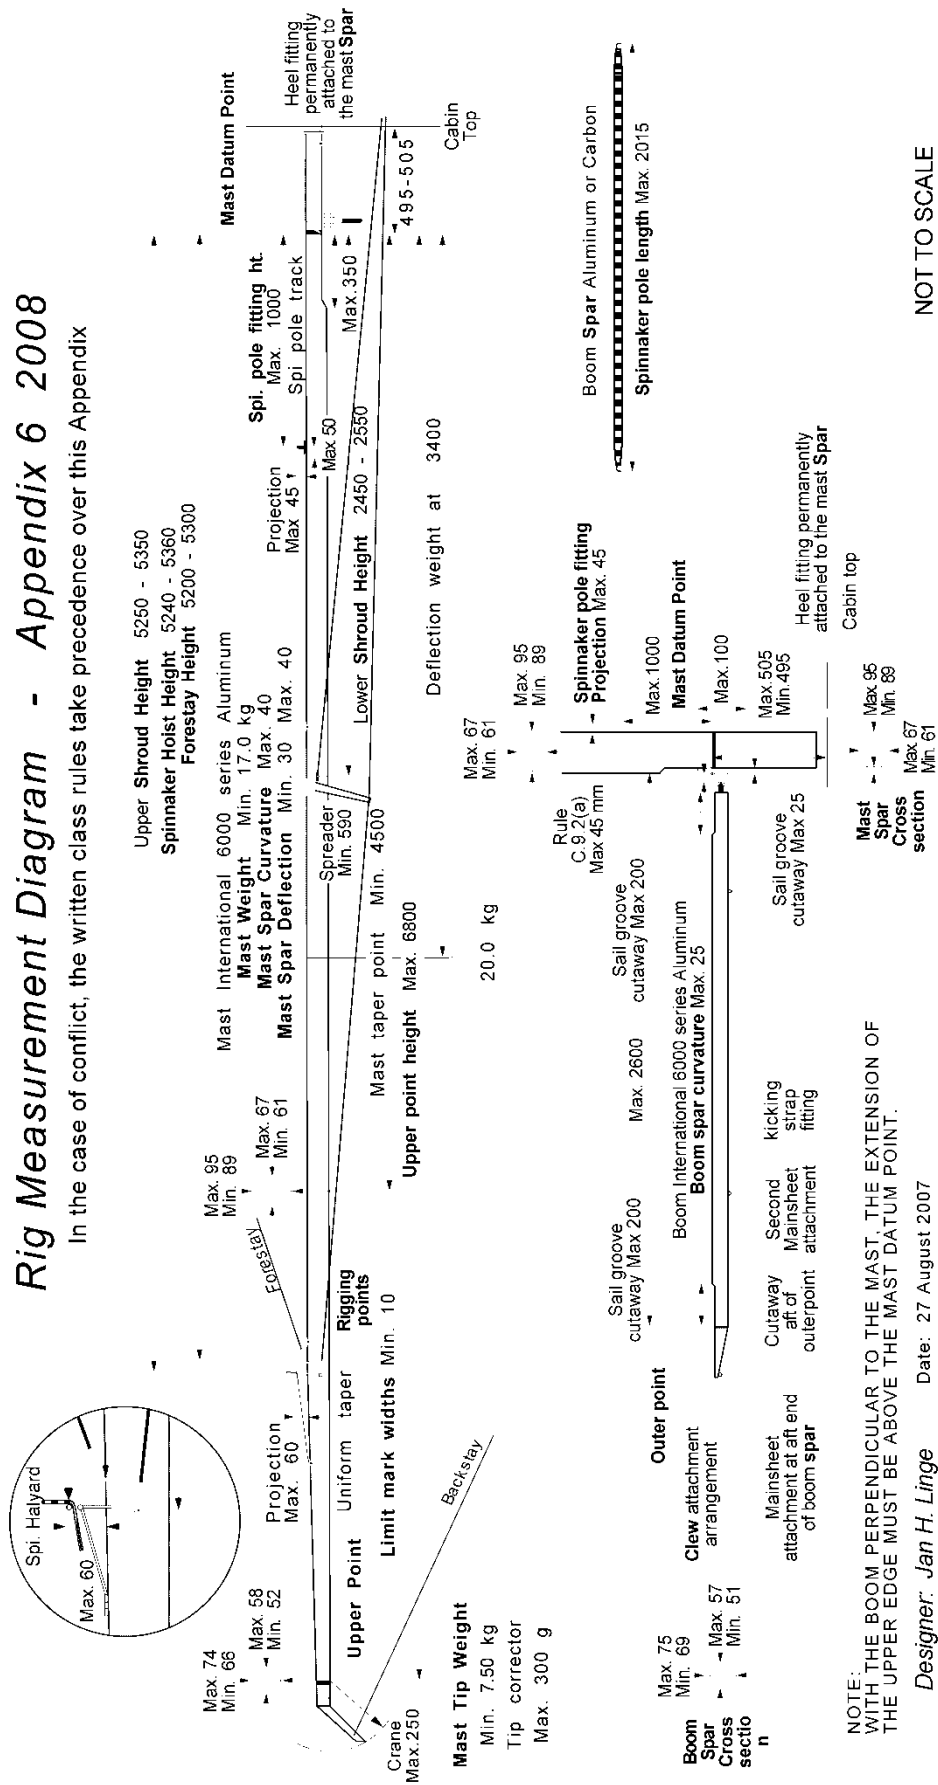 Rig Measurement Diagram - Appendix 6 2008
In the case of conflict, the written class rules take precedence over this Appendix
Spi. Halyard
Max. 60
Upper Shroud Height 5250 - 5350
Spinnaker Hoist Height 5240 - 5360
Forestay Height 5200 - 5300
Mast International 6000 series Aluminum
Mast Weight Min. 17.0 kg
Mast Spar Curvature Max. 40
Mast Spar Deflection Min. 30 Max. 40
Max. 74
Min. 66
Max. 58
Min. 52
Projection
Max. 60
Forestay
Max. 95
Min. 89
Max. 67
Min. 61
Spreader
Min. 590
Projection
Max 45
Max. 50
Spi. pole fitting ht.
Max. 1000
Spi pole track
Max.350
Mast Datum Point
Heel fitting
permanently
attached to
the mast Spar
495-505
Cabin
Top
Upper Point
Uniform taper
Rigging
points
Limit mark widths Min. 10
Mast taper point Min. 4500
Upper point height Max. 6800
Lower Shroud Height 2450 - 2550
Deflection weight at 3400
20.0 kg
Backstay
Crane
Max.250
Mast Tip Weight
Min. 7.50 kg
Tip corrector
Max. 300 g
Boom Spar Aluminum or Carbon
Spinnaker pole length Max. 2015
Max. 67
Min. 61
Max. 95
Min. 89
Spinnaker pole fitting
Projection Max. 45
Max.1000
Mast Datum Point
Max.100
Max.505
Min.495
Heel fitting permanently
attached to the mast Spar
Cabin top
Rule
C.9.2(a)
Max 45 mm
Outer point
Sail groove
cutaway Max 200
Max. 2600
Sail groove
cutaway Max 200
Boom International 6000 series Aluminum
Boom spar curvature Max. 25
Clew attachment
arrangement
Mainsheet
attachment at aft end
of boom spar
Cutaway
aft of
outerpoint
Second
Mainsheet
attachment
kicking
strap
fitting
Sail groove
cutaway Max 25
Mast
Spar
Cross
section
Max.95
Min. 89
Max.67
Min. 61
Max. 75
Min. 69
Max. 57
Min. 51
Boom
Spar
Cross
sectio
n
NOTE:
WITH THE BOOM PERPENDICULAR TO THE MAST, THE EXTENSION OF
THE UPPER EDGE MUST BE ABOVE THE MAST DATUM POINT.
Designer: Jan H. Linge Date: 27 August 2007
NOT TO SCALE